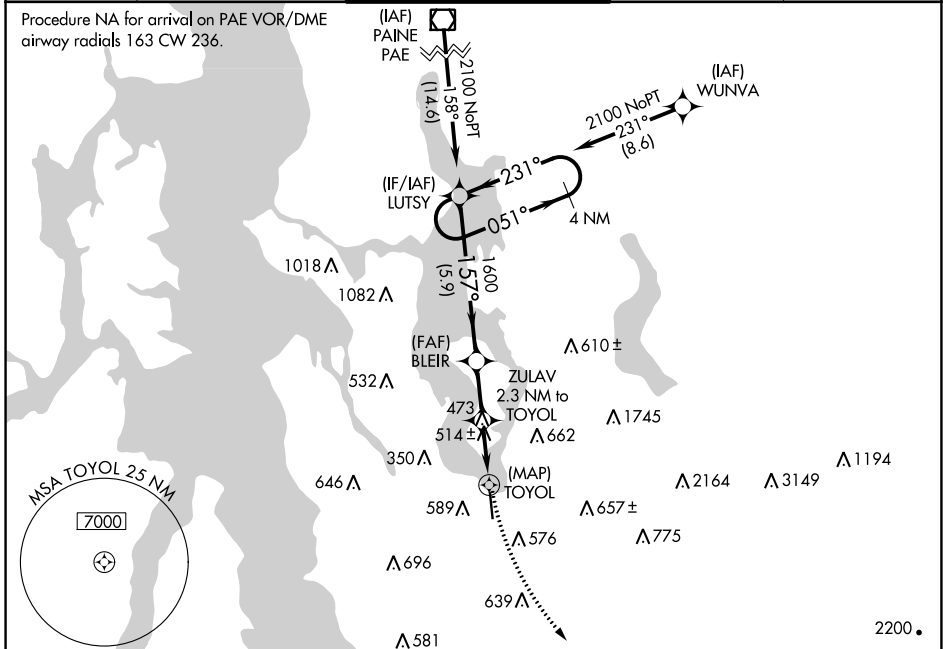 Procedure NA for arrival on PAE VOR/DME
airway radials 163 CW 236.
(IAF)
PAINE
PAE
2100 NoPT
158°
(14.6)
(IAF)
WUNVA
2100 NoPT
231°
(8.6)
(IF/IAF)
LUTSY
231°
051°
4 NM
1600
157°
(5.9)
1018
1082
(FAF)
BLEIR
610 ±
532
ZULAV
2.3 NM to
TOYOL
473
514 ±
1745
662
350
1194
646
(MAP)
TOYOL
2164
3149
589
657 ±
576
775
696
639
581
MSA TOYOL 25 NM
7000
2200